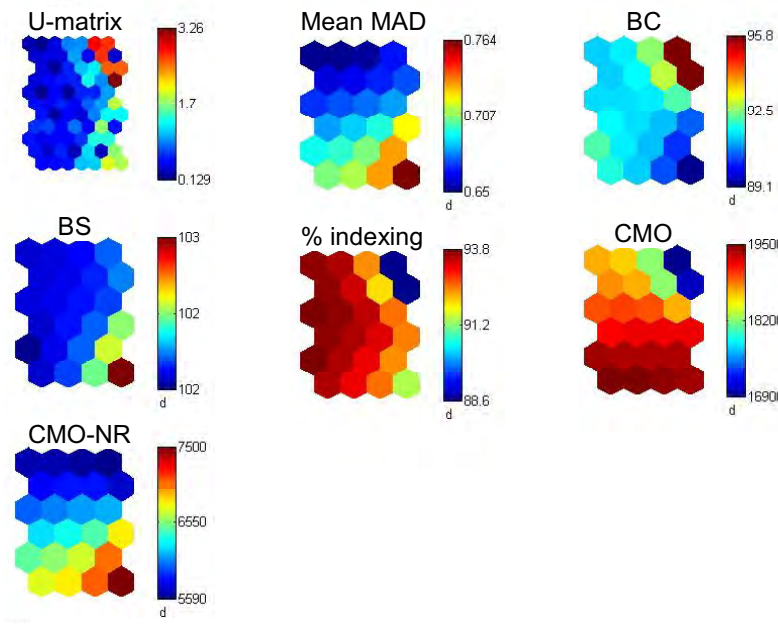 U-matrix
3.26
1.7
0.129
Mean MAD
0.764
0.707
0.65
d
BC
95.8
92.5
89.1
d
BS
103
102
102
d
% indexing
93.8
91.2
88.6
d
CMO
19500
18200
16900
d
CMO-NR
7500
6550
5590
d